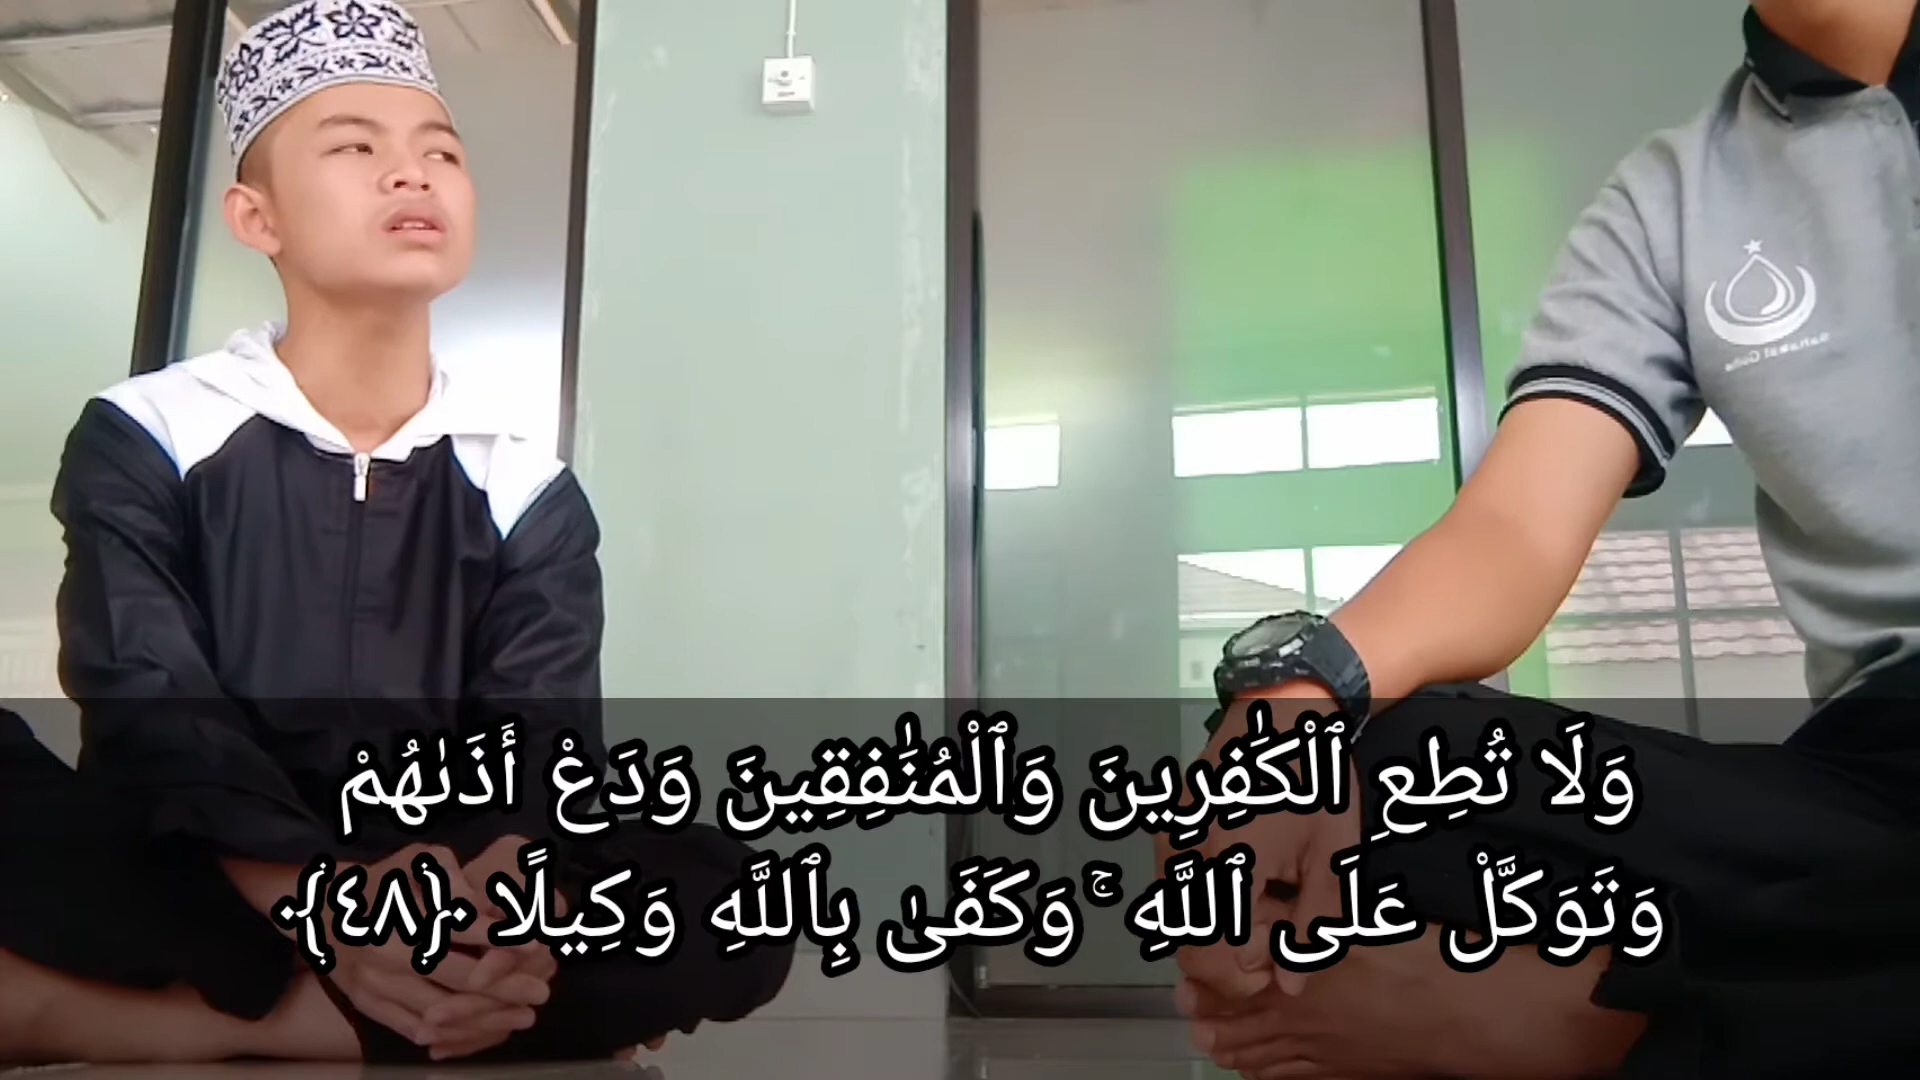 وَلَا تُطِعِ ٱلْكَٰفِرِينَ وَٱلْمُنَٰفِقِينَ وَدَعْ أَذَىٰهُمْ
وَتَوَكَّلْ عَلَى ٱللَّهِ ۚ وَكَفَىٰ بِٱللَّهِ وَكِيلًا ﴿٤٨﴾